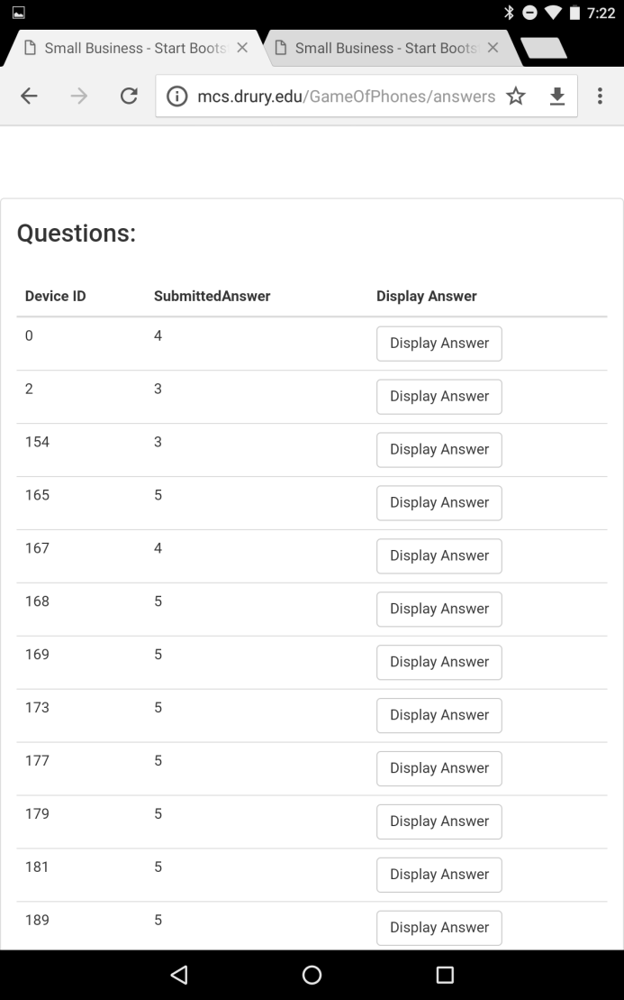 7:22
Small Business - Start Boots Small Business - Start Boots
mcs.drury.edu/GameOfPhones/answers
Questions:
Device ID SubmittedAnswer Display Answer
0 4 Display Answer
2 3 Display Answer
154 3 Display Answer
165 5 Display Answer
167 4 Display Answer
168 5 Display Answer
169 5 Display Answer
173 5 Display Answer
177 5 Display Answer
179 5 Display Answer
181 5 Display Answer
189 5 Display Answer